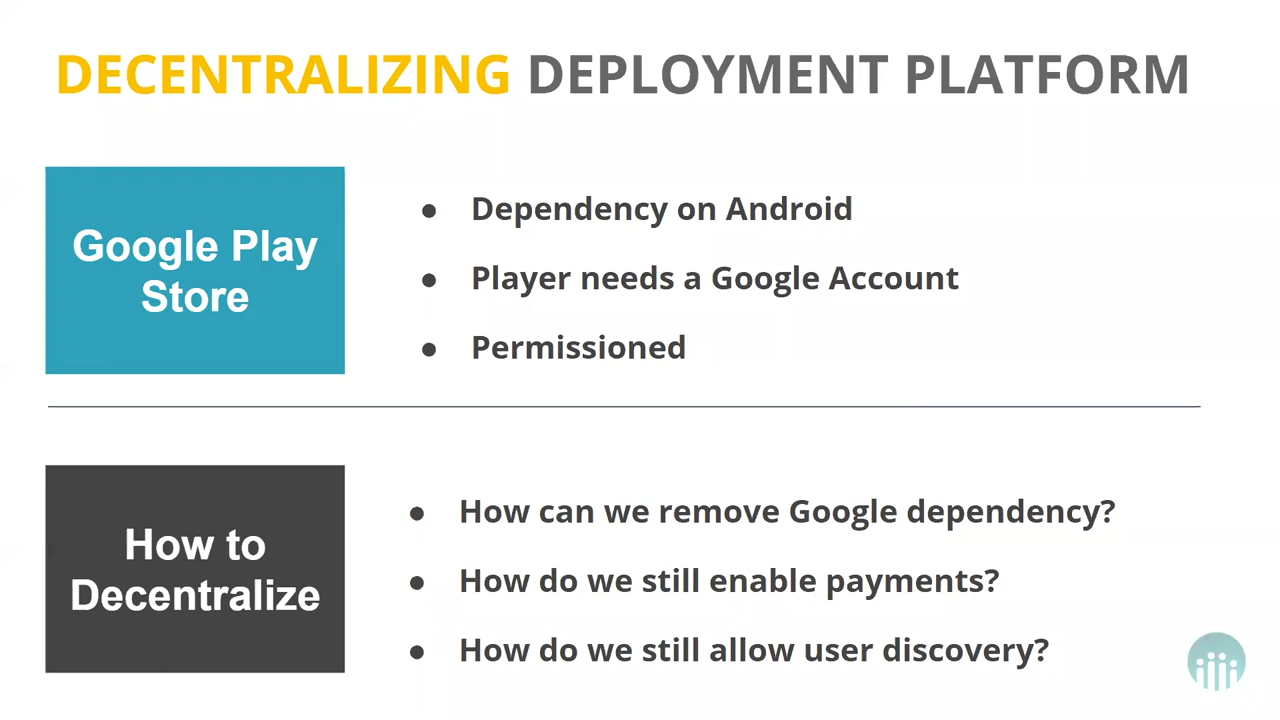 DECENTRALIZING DEPLOYMENT PLATFORM
Google Play
Store
● Dependency on Android
● Player needs a Google Account
● Permissioned
How to
Decentralize
● How can we remove Google dependency?
● How do we still enable payments?
● How do we still allow user discovery?